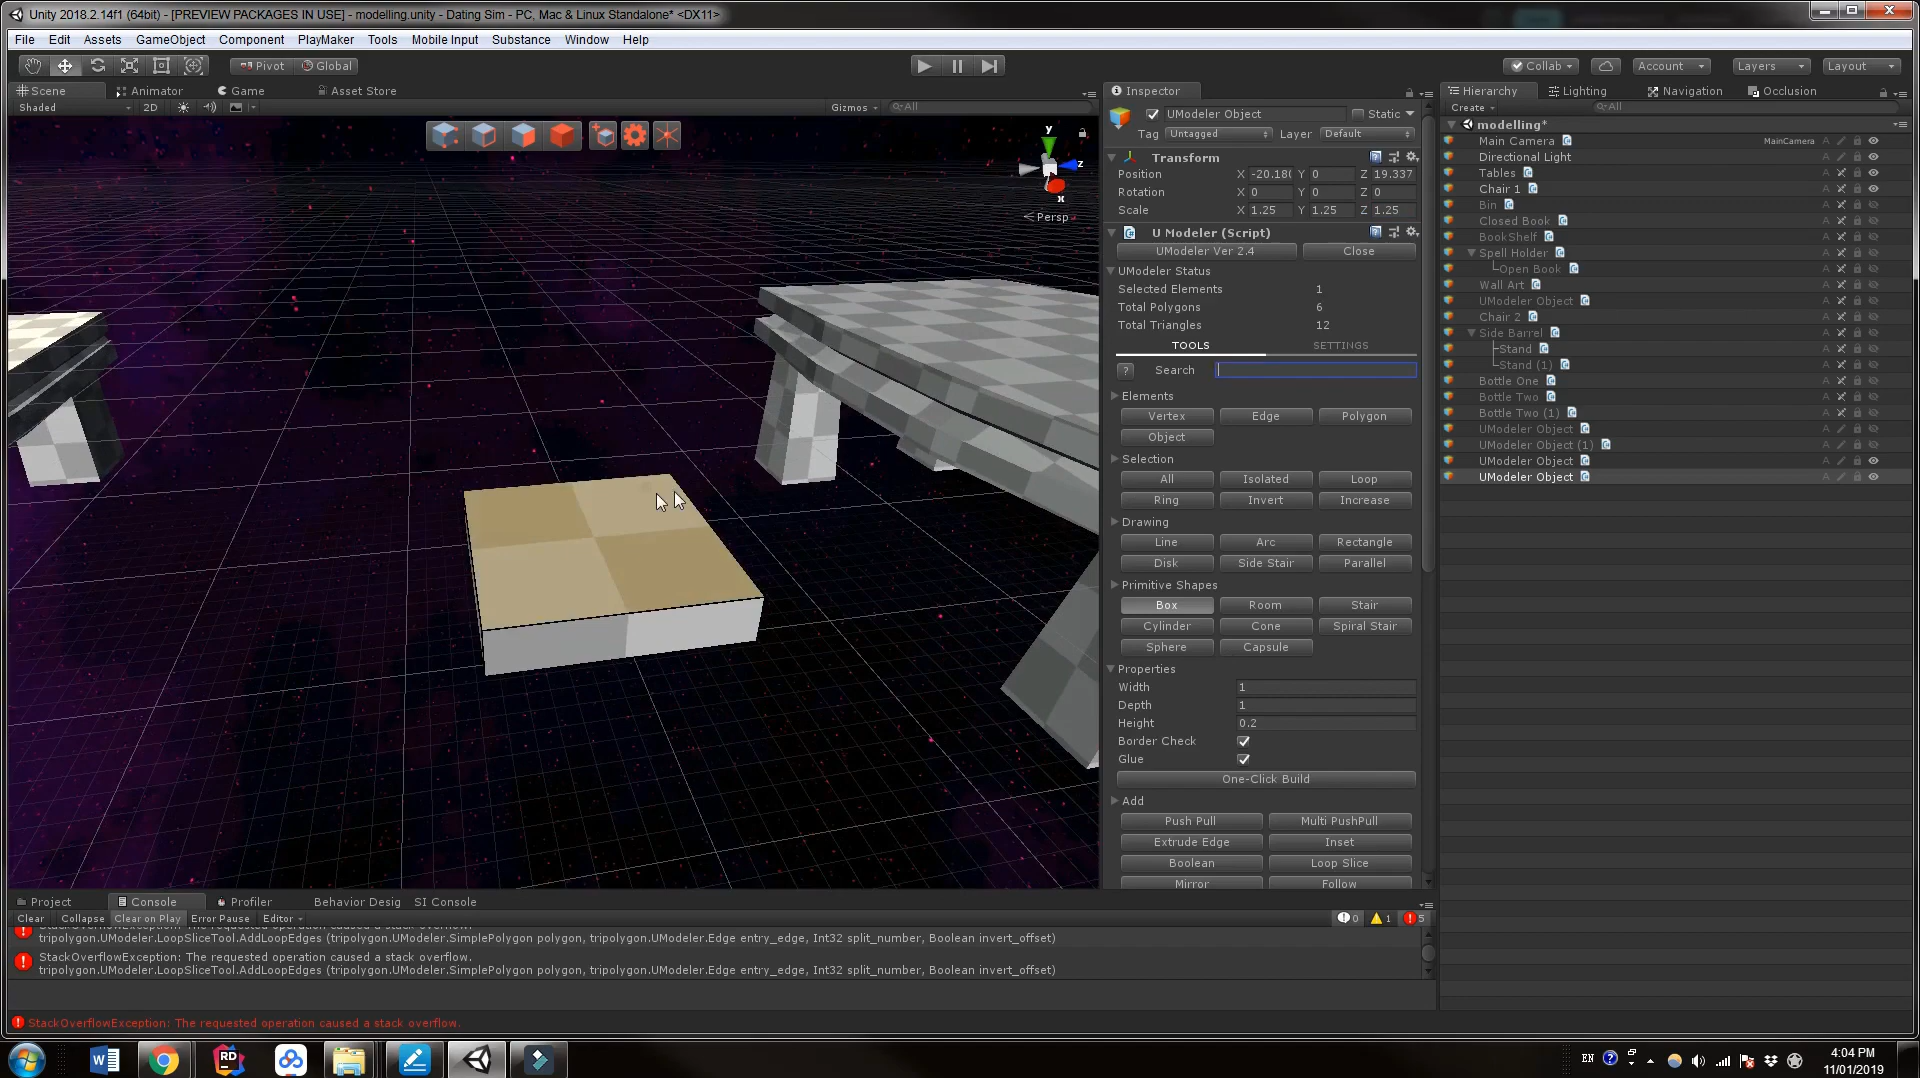 Unity 2018.2.14f1 (64bit) - [PREVIEW PACKAGES IN USE] - modelling.unity - Dating Sim - PC, Mac & Linux Standalone* <DX11>
File Edit Assets GameObject Component PlayMaker Tools Mobile Input Substance Window Help
Pivot Global Collab Account Layers Layout
Scene Animator Game Asset Store
Shaded 2D Gizmos All
y
z
x
Persp
Inspector
UModeler Object Static
Tag Untagged Layer Default
Transform
Position X -20.18 Y 0 Z 19.337
Rotation X 0 Y 0 Z 0
Scale X 1.25 Y 1.25 Z 1.25
U Modeler (Script)
UModeler Ver 2.4 Close
UModeler Status
Selected Elements 1
Total Polygons 6
Total Triangles 12
TOOLS SETTINGS
? Search
Elements
Vertex Edge Polygon
Object
Selection
All Isolated Loop
Ring Invert Increase
Drawing
Line Arc Rectangle
Disk Side Stair Parallel
Primitive Shapes
Box Room Stair
Cylinder Cone Spiral Stair
Sphere Capsule
Properties
Width 1
Depth 1
Height 0.2
Border Check
Glue
One-Click Build
Add
Push Pull Multi PushPull
Extrude Edge Inset
Boolean Loop Slice
Mirror Follow
Hierarchy Lighting Navigation Occlusion
Create All
modelling*
Main Camera MainCamera
Directional Light
Tables
Chair 1
Bin
Closed Book
BookShelf
Spell Holder
Open Book
Wall Art
UModeler Object
Chair 2
Side Barrel
Stand
Stand (1)
Bottle One
Bottle Two
Bottle Two (1)
UModeler Object
UModeler Object (1)
UModeler Object
UModeler Object
Project Console Profiler Behavior Desig SI Console
Clear Collapse Clear on Play Error Pause Editor 0 1 5
StackOverflowException: The requested operation caused a stack overflow.
tripolygon.UModeler.LoopSliceTool.AddLoopEdges (tripolygon.UModeler.SimplePolygon polygon, tripolygon.UModeler.Edge entry_edge, Int32 split_number, Boolean invert_offset)
StackOverflowException: The requested operation caused a stack overflow.
tripolygon.UModeler.LoopSliceTool.AddLoopEdges (tripolygon.UModeler.SimplePolygon polygon, tripolygon.UModeler.Edge entry_edge, Int32 split_number, Boolean invert_offset)
StackOverflowException: The requested operation caused a stack overflow.
W RD EN
4:04 PM
11/01/2019